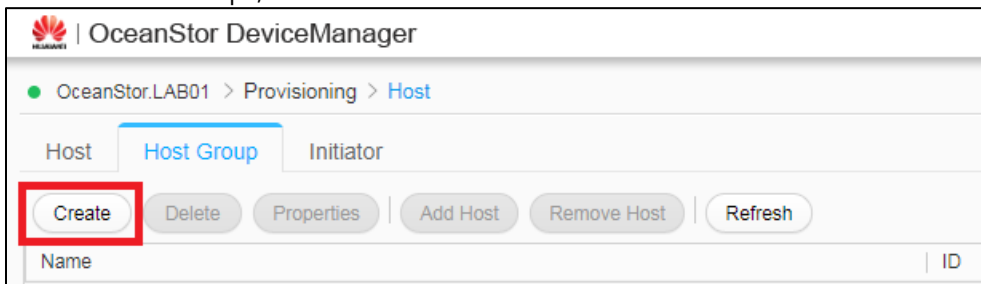 HUAWEI | OceanStor DeviceManager
OceanStor.LAB01 > Provisioning > Host
Host Host Group Initiator
Create Delete Properties Add Host Remove Host Refresh
Name ID